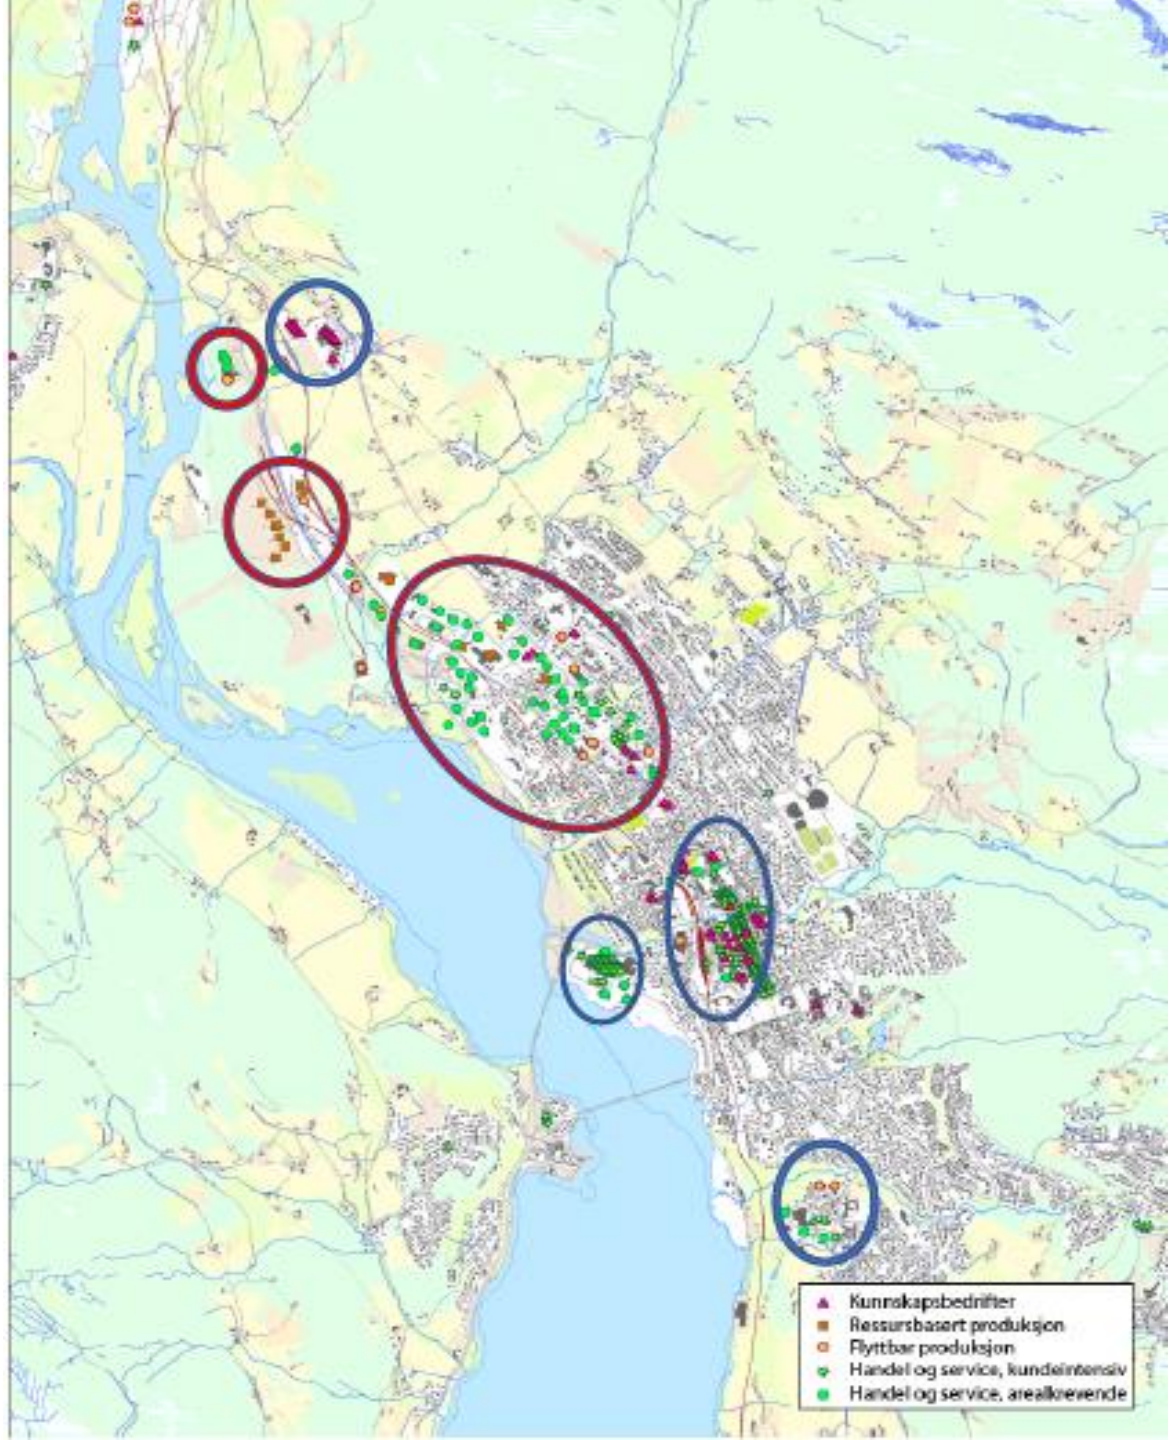 Kunnskapsbedrifter
Ressursbasert produksjon
Flyttbar produksjon
Handel og service, kundeintensiv
Handel og service, arealkrevende